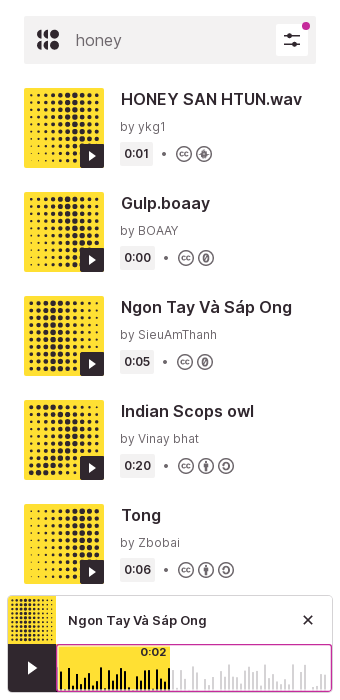 honey
HONEY SAN HTUN.wav
by ykg1
0:01
Gulp.boaay
by BOAAY
0:00
Ngon Tay Và Sáp Ong
by SieuAmThanh
0:05
Indian Scops owl
by Vinay bhat
0:20
Tong
by Zbobai
0:06
Ngon Tay Và Sáp Ong
0:02